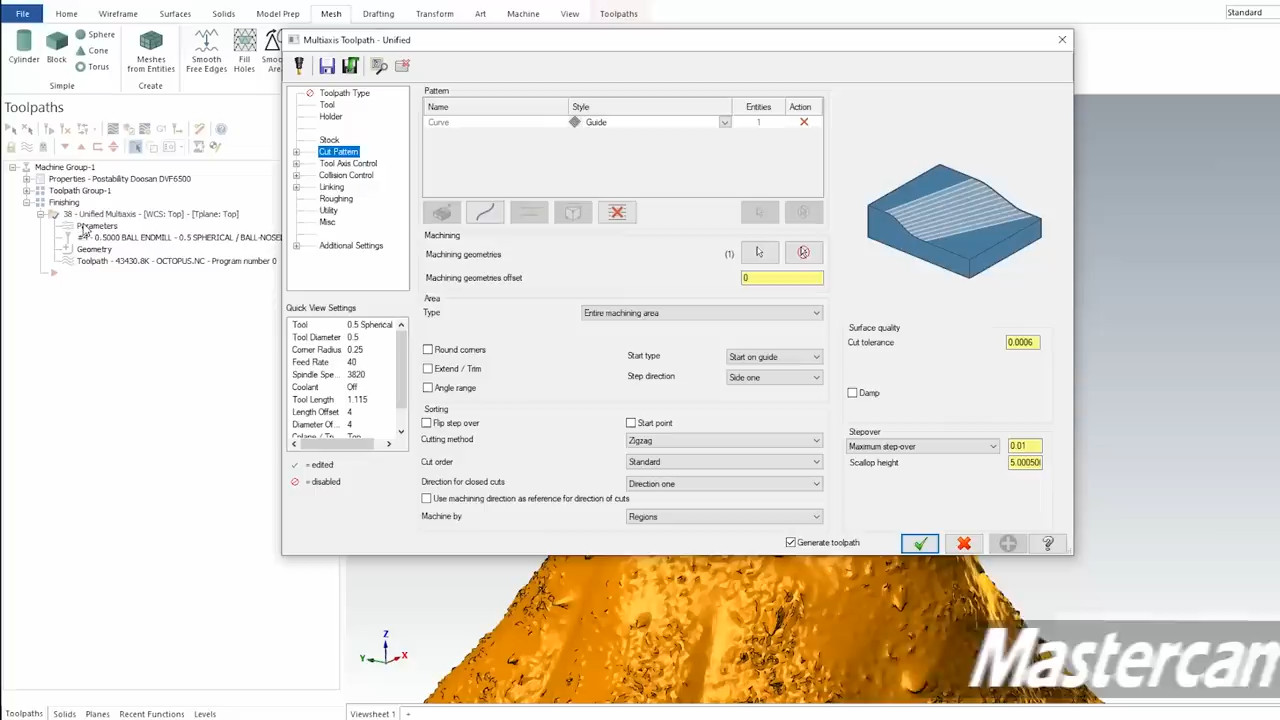 File Home Wireframe Surfaces Solids Model Prep Mesh Drafting Transform Art Machine View Toolpaths Standard
Cylinder Block Sphere Cone Torus
Meshes from Entities
Smooth Free Edges
Fill Holes
Simple Create
Multiaxis Toolpath - Unified
Toolpaths
Machine Group-1
Properties - Postability Doosan DVF6500
Toolpath Group-1
Finishing
38 - Unified Multiaxis - [WCS: Top] - [Tplane: Top]
Parameters
0.5000 BALL ENDMILL - 0.5 SPHERICAL / BALL-NOSE
Geometry
Toolpath - 43430.8K - OCTOPUS.NC - Program number 0
Toolpath Type
Tool
Holder
Stock
Cut Pattern
Tool Axis Control
Collision Control
Linking
Roughing
Utility
Misc
Additional Settings
Quick View Settings
Tool 0.5 Spherical
Tool Diameter 0.5
Corner Radius 0.25
Feed Rate 40
Spindle Spe... 3820
Coolant Off
Tool Length 1.115
Length Offset 4
Diameter Of... 4
= edited
= disabled
Pattern
Name Style Entities Action
Curve Guide 1
Machining
Machining geometries (1)
Machining geometries offset 0
Area
Type Entire machining area
Round corners Start type Start on guide
Extend / Trim Step direction Side one
Angle range
Sorting
Flip step over Start point
Cutting method Zigzag
Cut order Standard
Direction for closed cuts Direction one
Use machining direction as reference for direction of cuts
Machine by Regions
Surface quality
Cut tolerance 0.0006
Damp
Stepover
Maximum step-over 0.01
Scallop height
Generate toolpath
Z
Y X
Mastercam
Toolpaths Solids Planes Recent Functions Levels Viewsheet 1 +